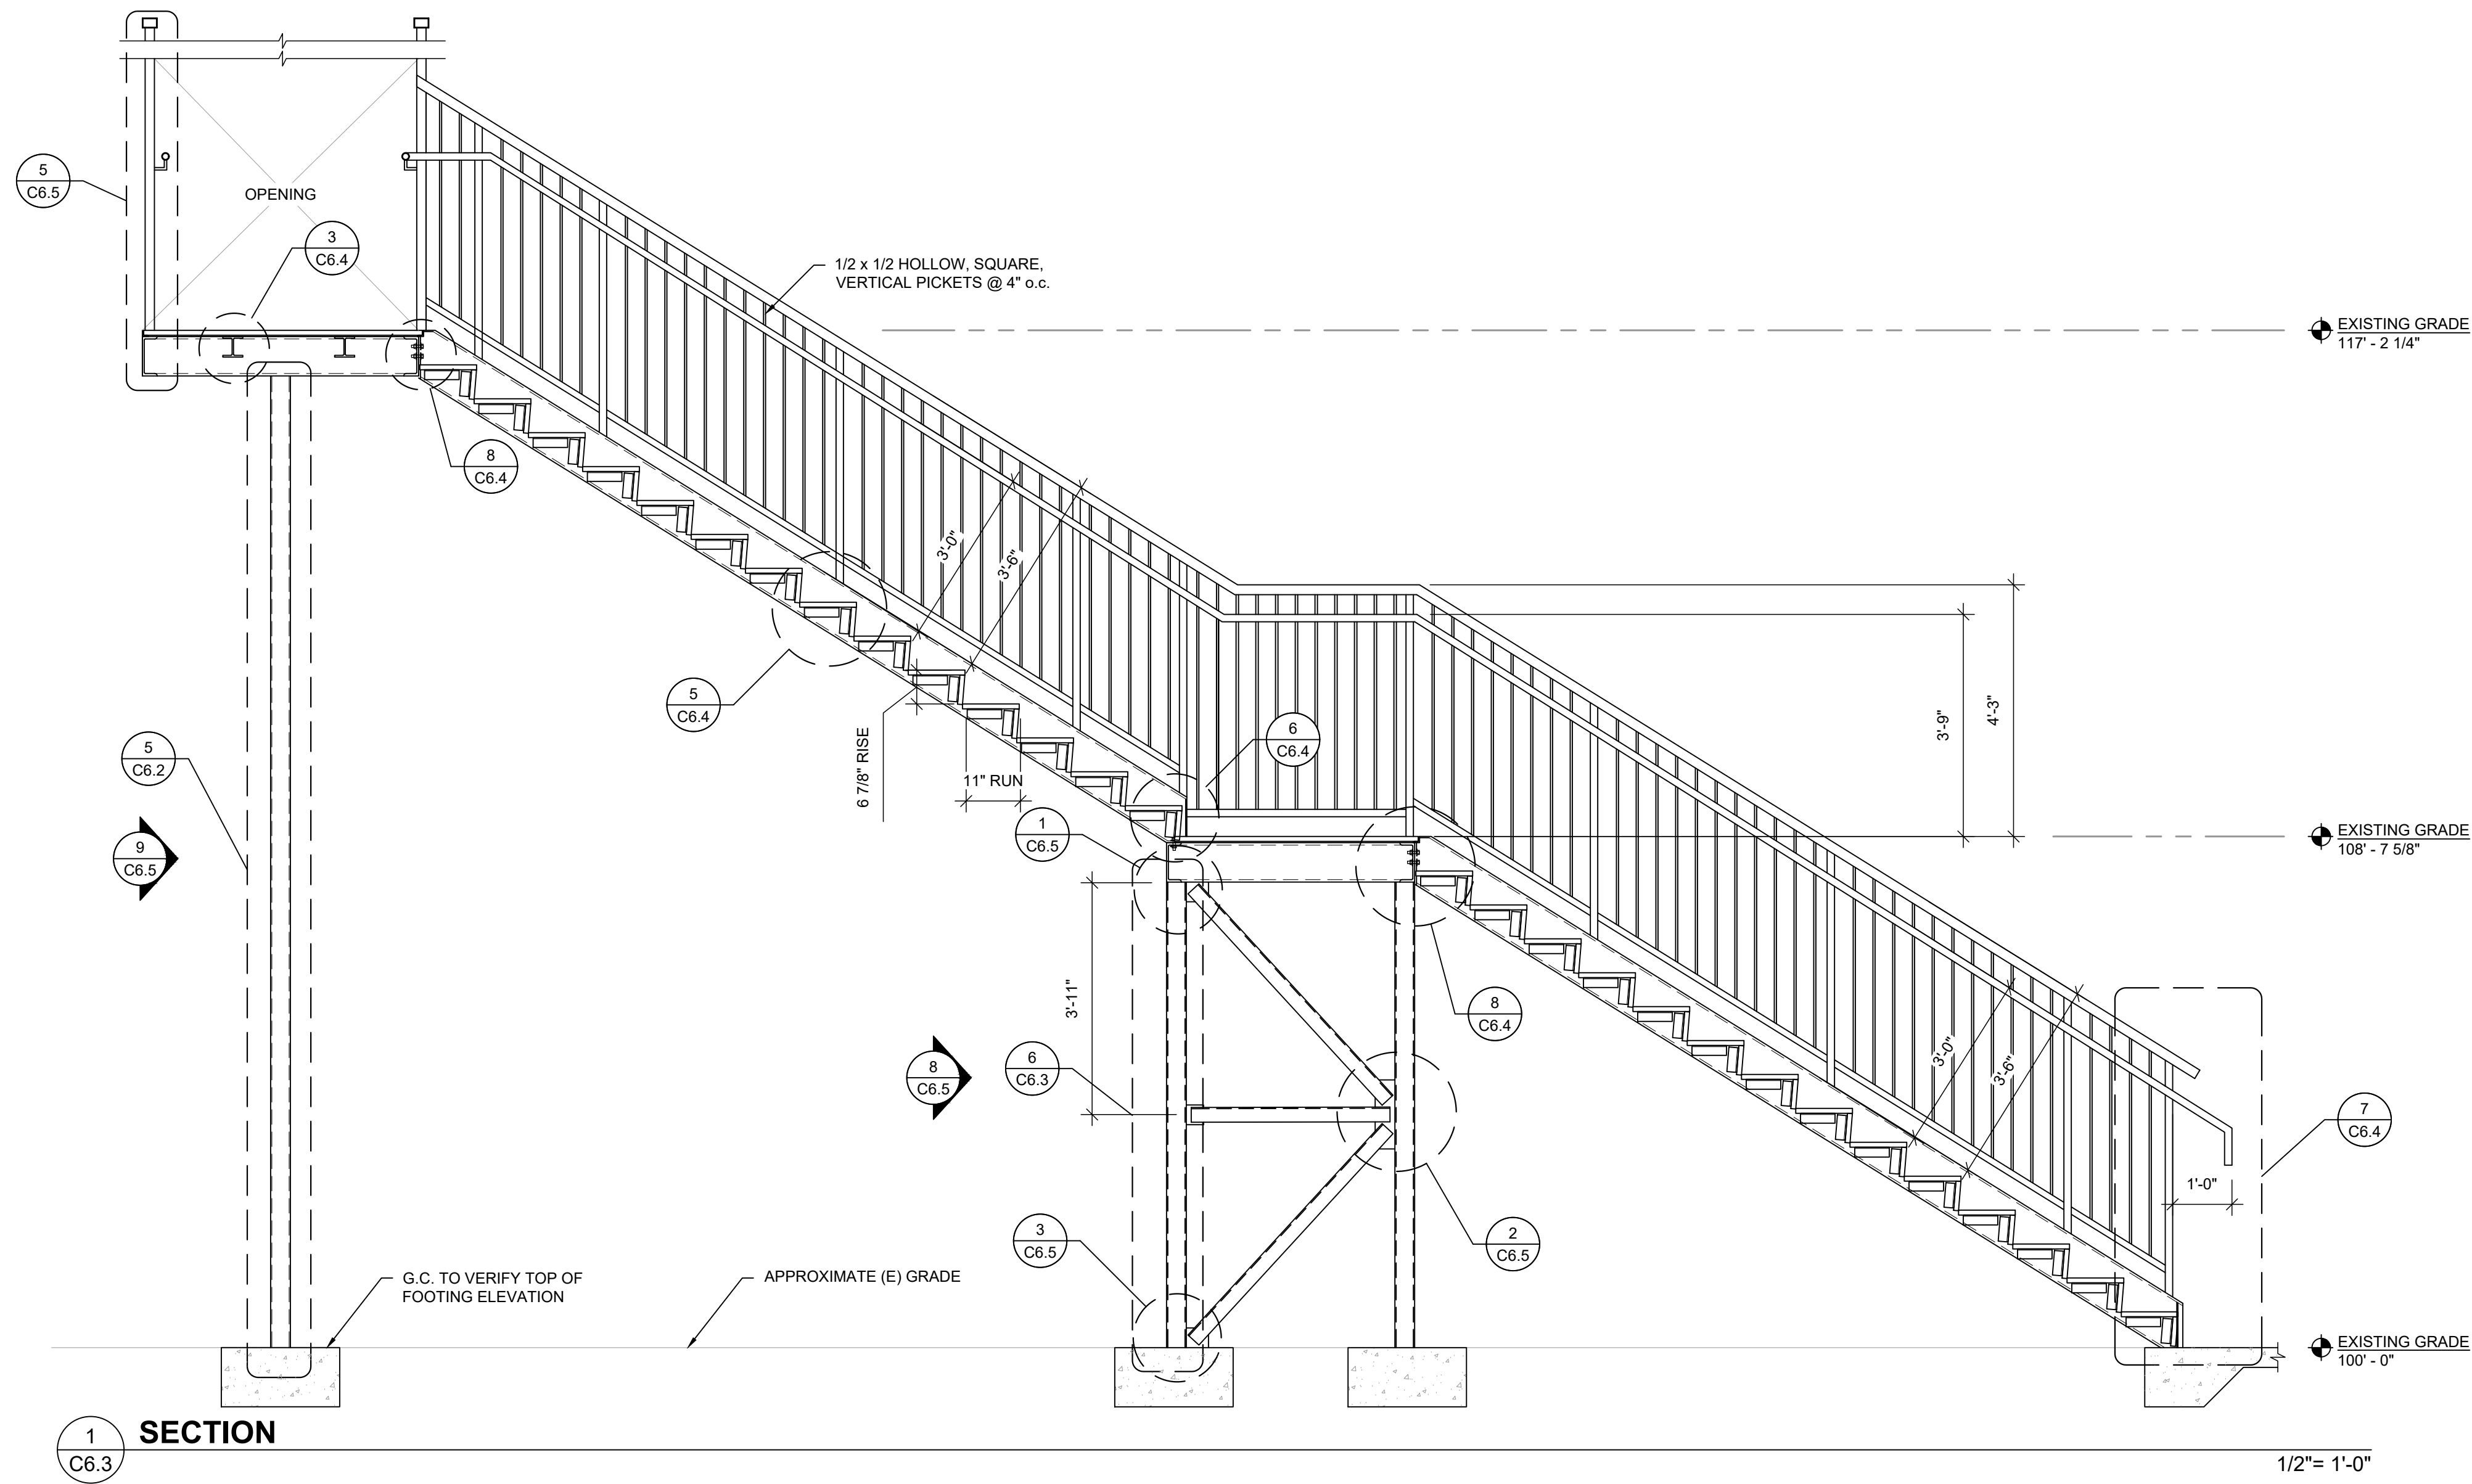 5
C6.5
OPENING
3
C6.4
1/2 x 1/2 HOLLOW, SQUARE,
VERTICAL PICKETS @ 4" o.c.
EXISTING GRADE
117' - 2 1/4"
8
C6.4
3'-0"
3'-6"
5
C6.4
6 7/8" RISE
11" RUN
6
C6.4
3'-9"
4'-3"
5
C6.2
9
C6.5
1
C6.5
EXISTING GRADE
108' - 7 5/8"
3'-11"
8
C6.4
8
C6.5
6
C6.3
3'-0"
3'-6"
7
C6.4
1'-0"
3
C6.5
2
C6.5
G.C. TO VERIFY TOP OF
FOOTING ELEVATION
APPROXIMATE (E) GRADE
EXISTING GRADE
100' - 0"
1
C6.3
SECTION
1/2"= 1'-0"